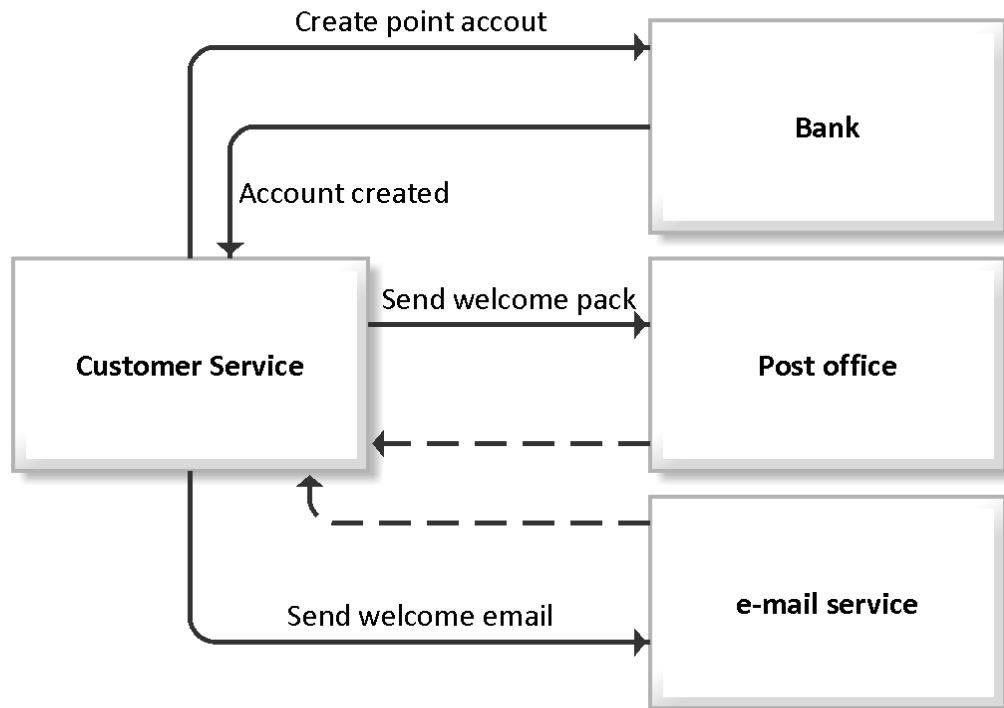 Create point accout
Bank
Account created
Send welcome pack
Customer Service
Post office
e-mail service
Send welcome email